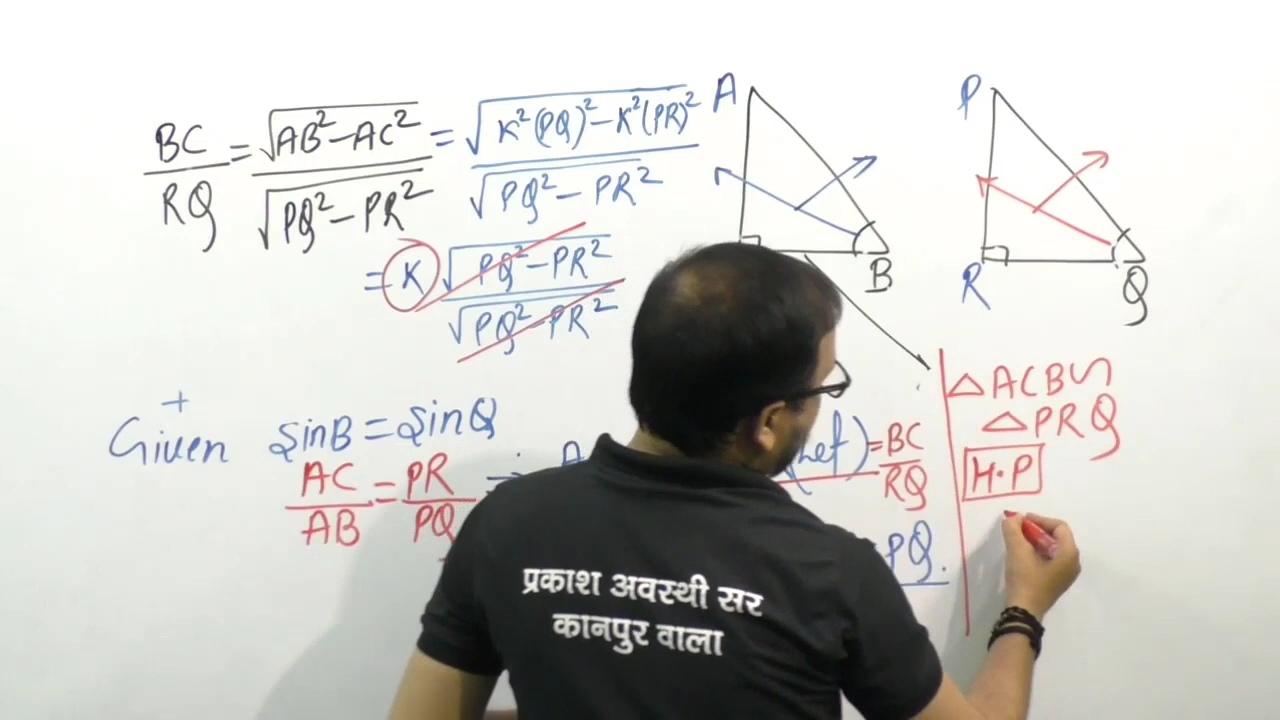 BC/RQ = √AB²-AC²/√PQ²-PR² = √K²(PQ)²-K²(PR)²/√PQ²-PR²
= K √PQ²-PR²/√PQ²-PR²
A
B
P
R
Q
Given sinB = sinQ
AC/AB = PR/PQ
A
(Let) = BC/RQ
PQ.
△ACB ∽
△PRQ
H.P
प्रकाश अवस्थी सर
कानपुर वाला